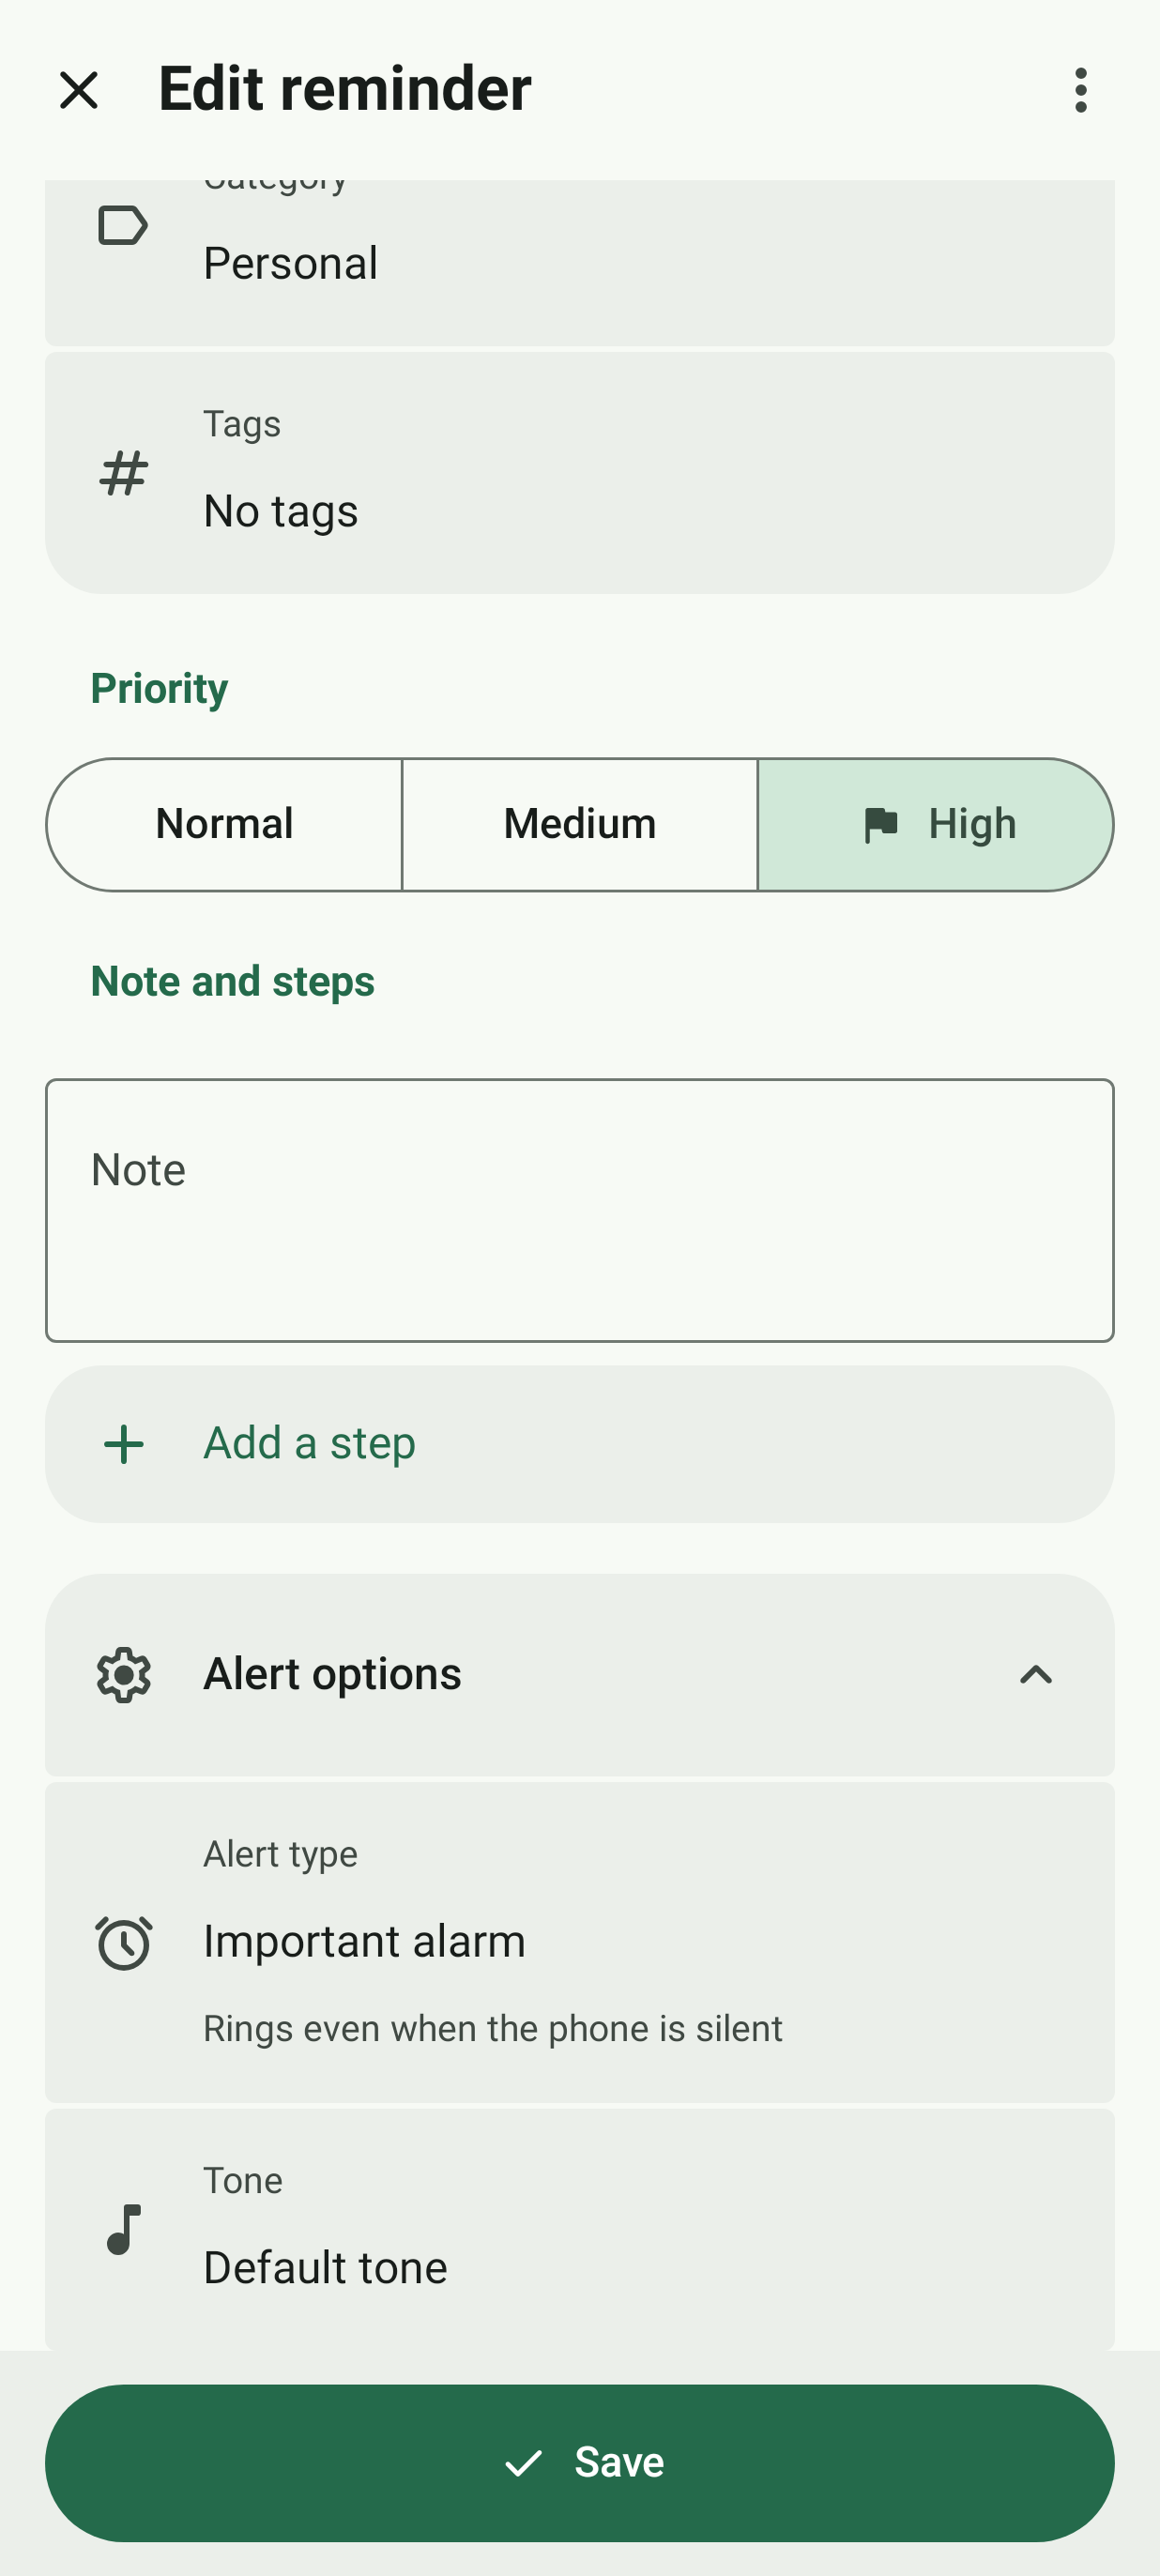 Edit reminder
Category
Personal
Tags
No tags
Priority
Normal
Medium
High
Note and steps
Note
Add a step
Alert options
Alert type
Important alarm
Rings even when the phone is silent
Tone
Default tone
Save